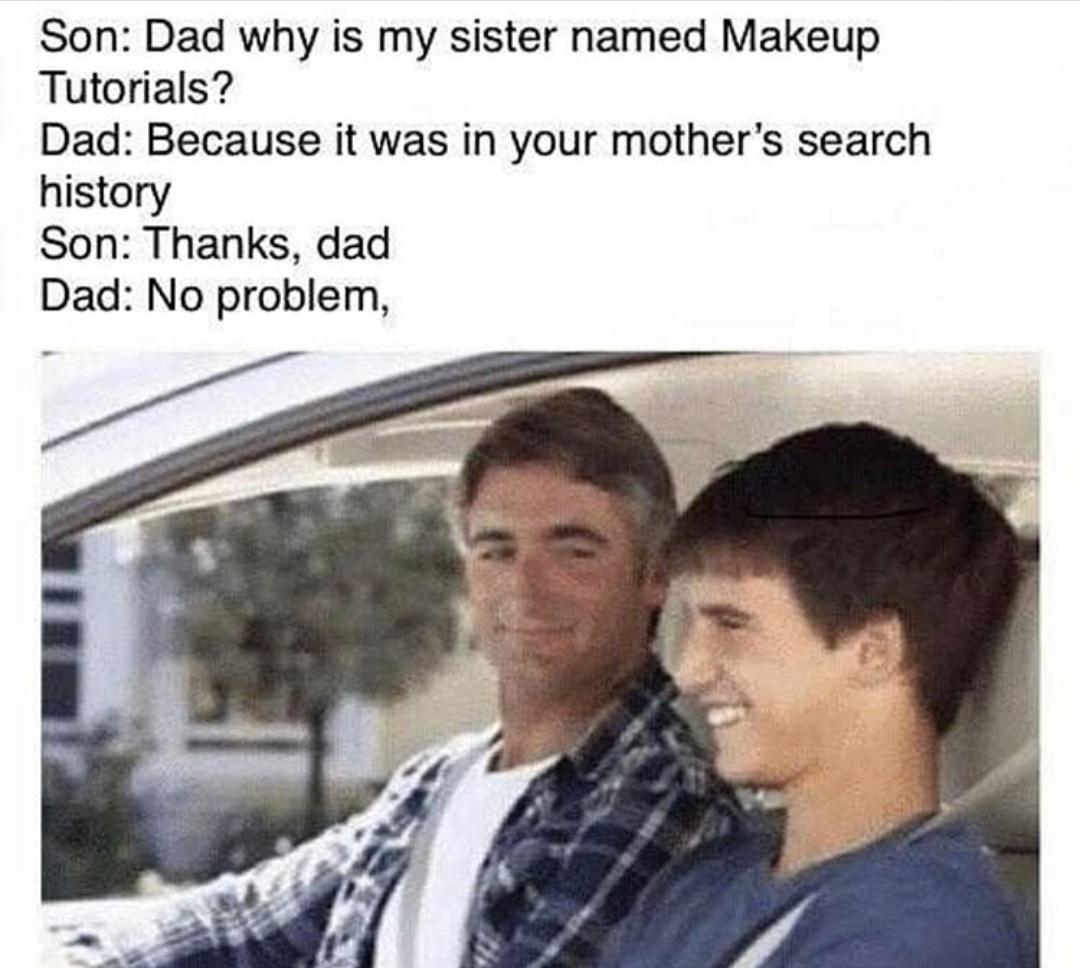 Son: Dad why is my sister named Makeup
Tutorials?
Dad: Because it was in your mother's search
history
Son: Thanks, dad
Dad: No problem,